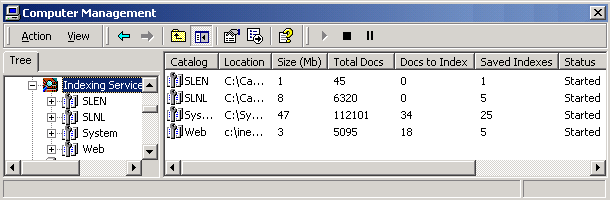 Computer Management
Action View
Tree
Indexing Service
SLEN
SLNL
System
Web
Catalog Location Size (Mb) Total Docs Docs to Index Saved Indexes Status
SLEN C:\Ca... 1 45 0 1 Started
SLNL C:\Ca... 8 6320 0 5 Started
Sys... C:\Sy... 47 112101 34 25 Started
Web c:\ine... 3 5095 18 5 Started